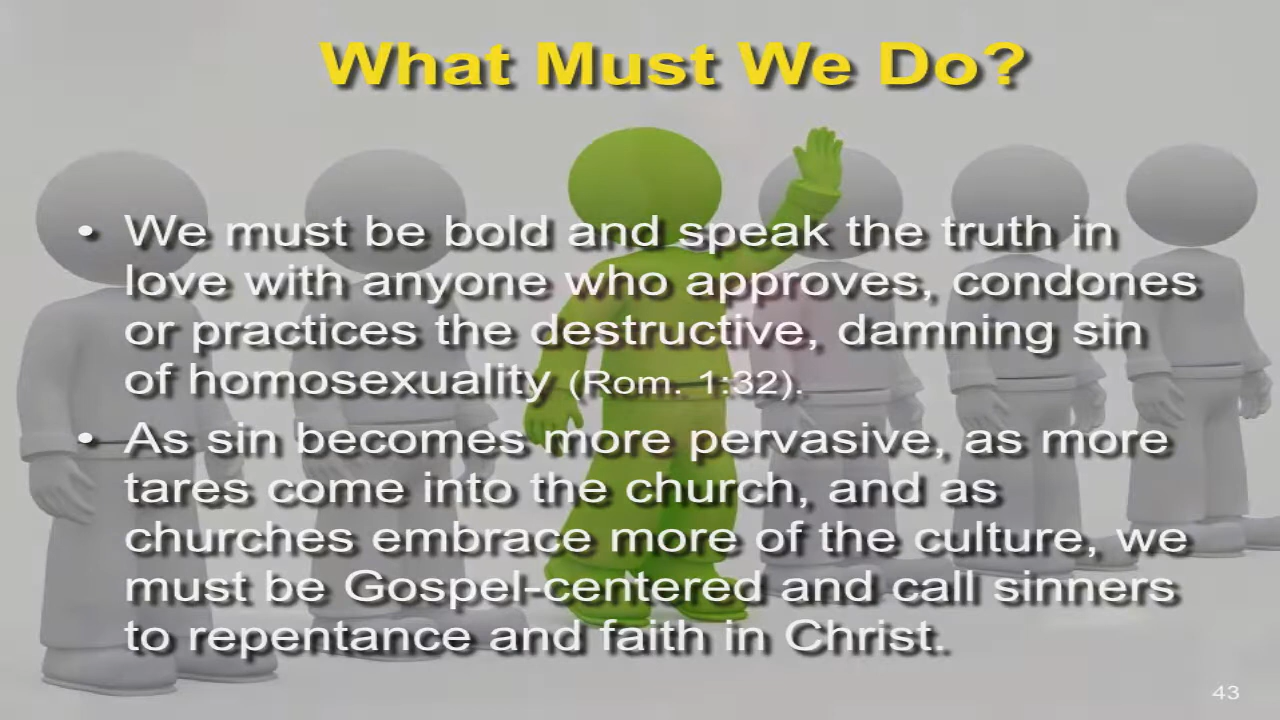 What Must We Do?
• We must be bold and speak the truth in
love with anyone who approves, condones
or practices the destructive, damning sin
of homosexuality (Rom. 1:32).
• As sin becomes more pervasive, as more
tares come into the church, and as
churches embrace more of the culture, we
must be Gospel-centered and call sinners
to repentance and faith in Christ.
43